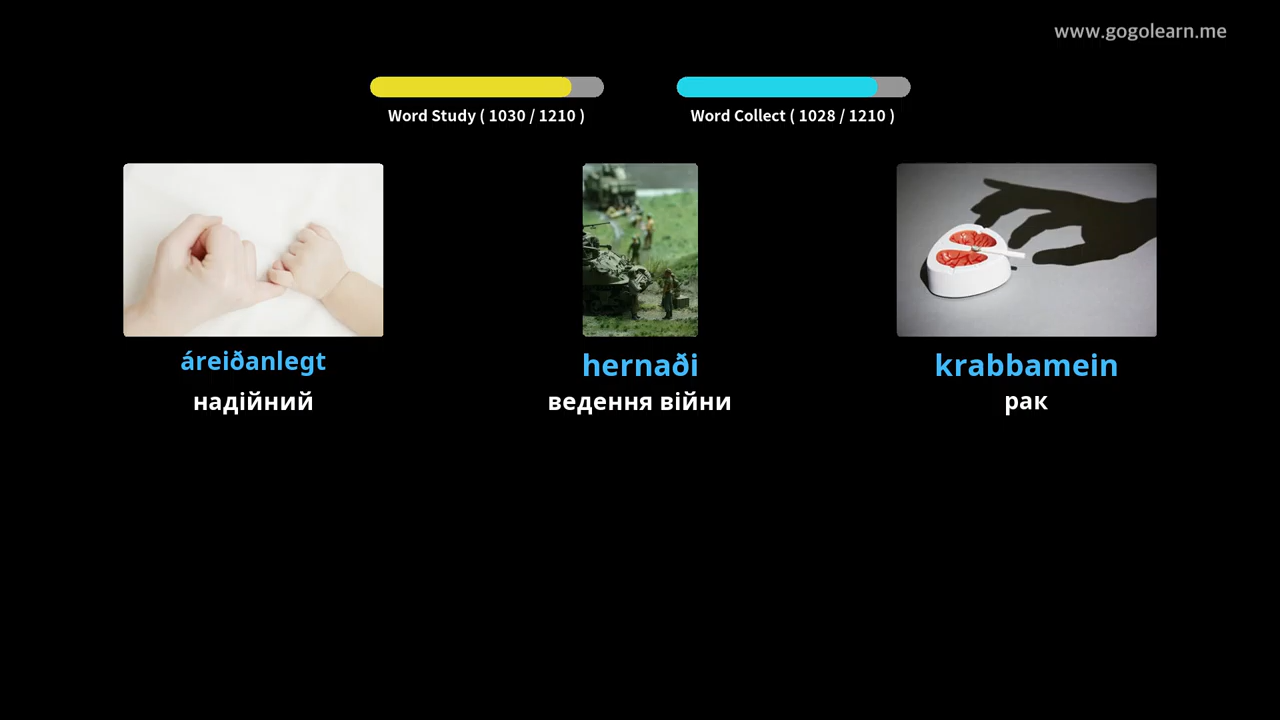 www.gogolearn.me
Word Study ( 1030 / 1210 )
Word Collect ( 1028 / 1210 )
áreiðanlegt
надійний
hernaði
ведення війни
krabbamein
рак